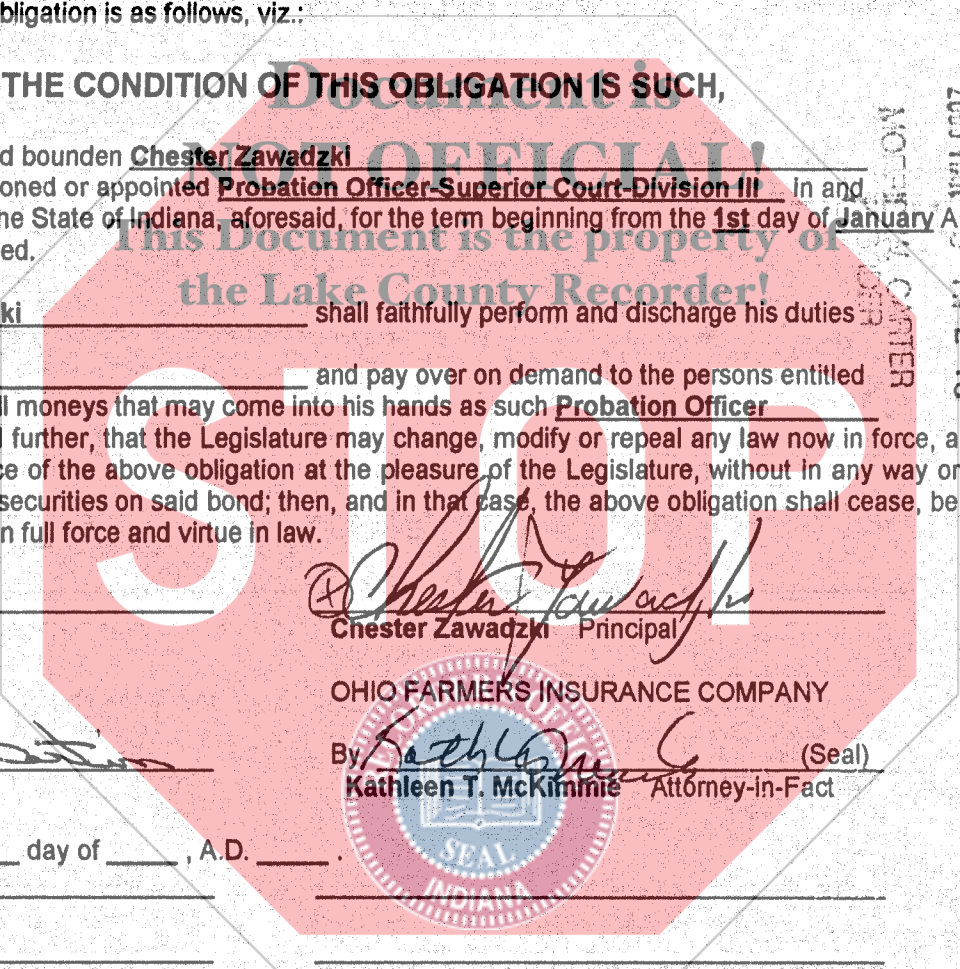 bligation is as follows, viz.:
THE CONDITION OF THIS OBLIGATION IS SUCH,
Document is
NOT OFFICIAL!
This Document is the property of
the Lake County Recorder!
d bounden Chester Zawadzki
oned or appointed Probation Officer-Superior Court-Division III in and
he State of Indiana, aforesaid, for the term beginning from the 1st day of January A
ed.
ki shall faithfully perform and discharge his duties
and pay over on demand to the persons entitled
ll moneys that may come into his hands as such Probation Officer
d further, that the Legislature may change, modify or repeal any law now in force, a
ce of the above obligation at the pleasure of the Legislature, without in any way or
securities on said bond; then, and in that case, the above obligation shall cease, be
n full force and virtue in law.
STOP
Chester Zawadzki
Chester Zawadzki Principal
OHIO FARMERS INSURANCE COMPANY
By (Seal)
Kathleen T. McKimmie Attorney-in-Fact
___ day of _____ , A.D. _____ .
SEAL
INDIANA